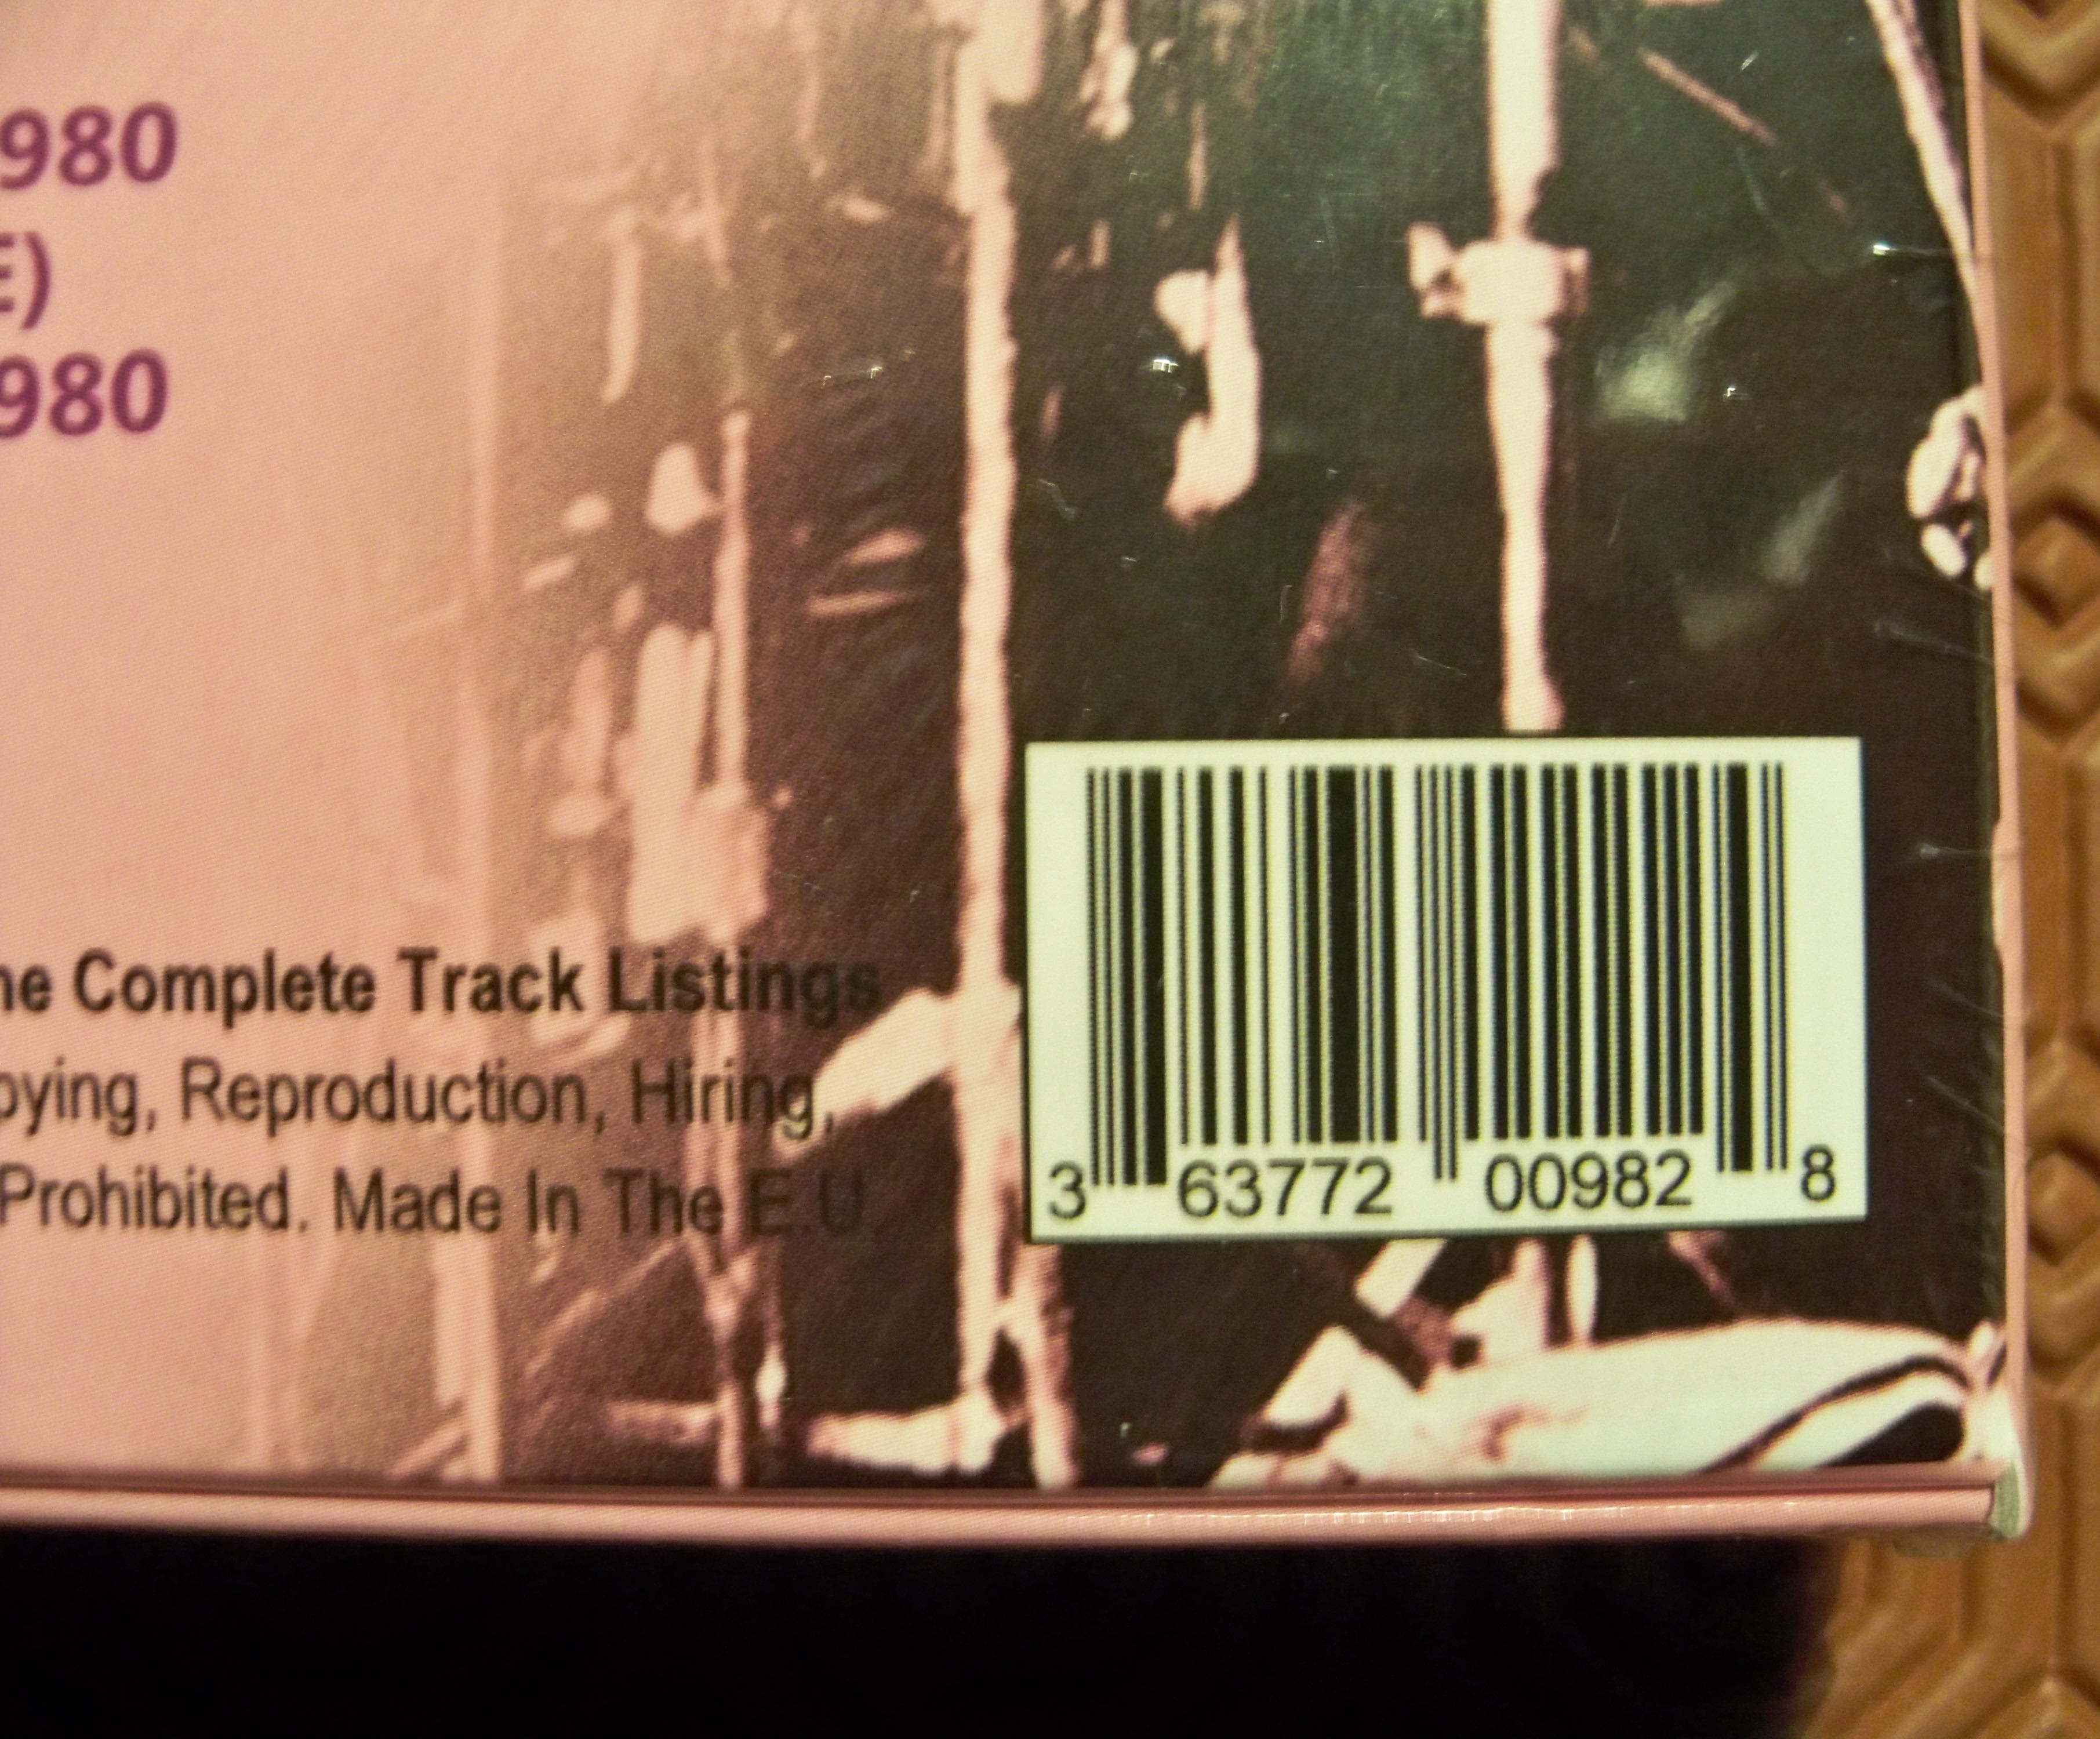 980
E)
980
he Complete Track Listings
pying, Reproduction, Hiring,
Prohibited. Made In The E.U
3 63772 00982 8